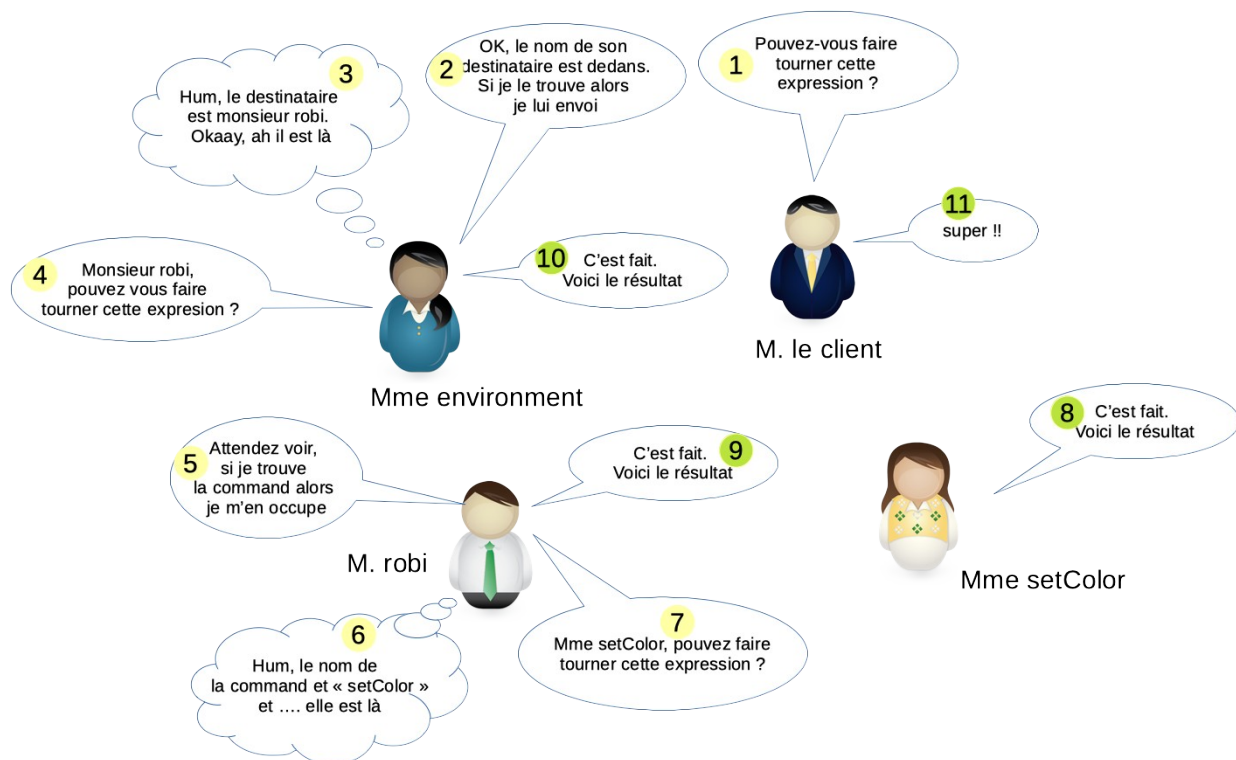 1
Pouvez-vous faire
tourner cette
expression ?
2
OK, le nom de son
destinataire est dedans.
Si je le trouve alors
je lui envoi
3
Hum, le destinataire
est monsieur robi.
Okaay, ah il est là
4
Monsieur robi,
pouvez vous faire
tourner cette expresion ?
10
C’est fait.
Voici le résultat
11
super !!
M. le client
Mme environment
5
Attendez voir,
si je trouve
la command alors
je m’en occupe
9
C’est fait.
Voici le résultat
8
C’est fait.
Voici le résultat
M. robi
Mme setColor
6
Hum, le nom de
la command et « setColor »
et …. elle est là
7
Mme setColor, pouvez faire
tourner cette expression ?